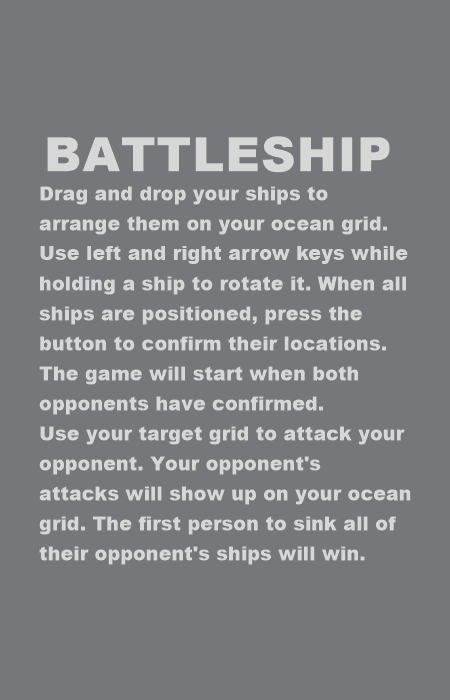 BATTLESHIP
Drag and drop your ships to
arrange them on your ocean grid.
Use left and right arrow keys while
holding a ship to rotate it. When all
ships are positioned, press the
button to confirm their locations.
The game will start when both
opponents have confirmed.
Use your target grid to attack your
opponent. Your opponent's
attacks will show up on your ocean
grid. The first person to sink all of
their opponent's ships will win.